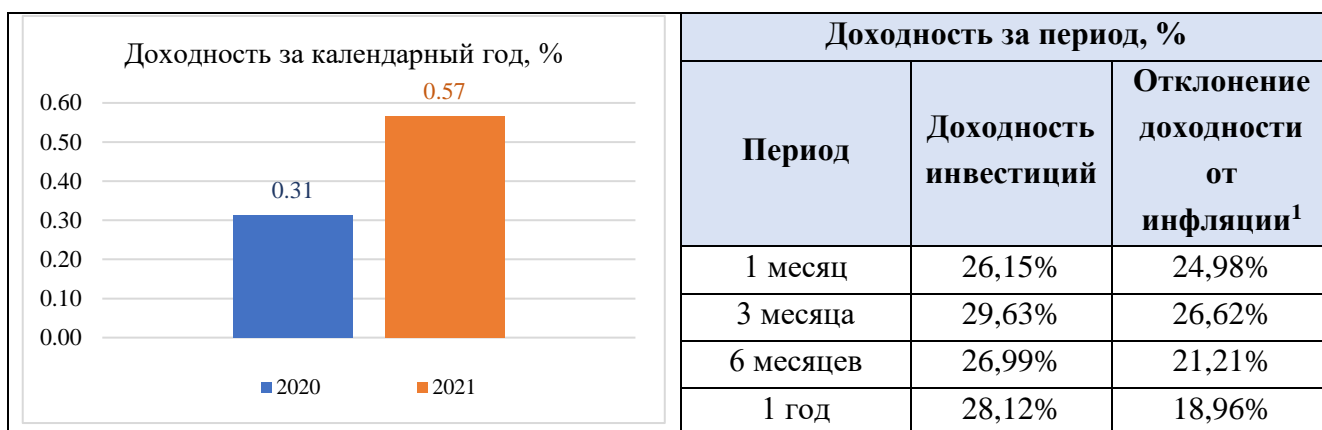 Доходность за календарный год, %
0.60
0.50
0.40
0.30
0.20
0.10
0.00
0.31
0.57
2020 2021
Доходность за период, %
Период
Доходность
инвестиций
Отклонение
доходности
от
инфляции¹
1 месяц 26,15% 24,98%
3 месяца 29,63% 26,62%
6 месяцев 26,99% 21,21%
1 год 28,12% 18,96%